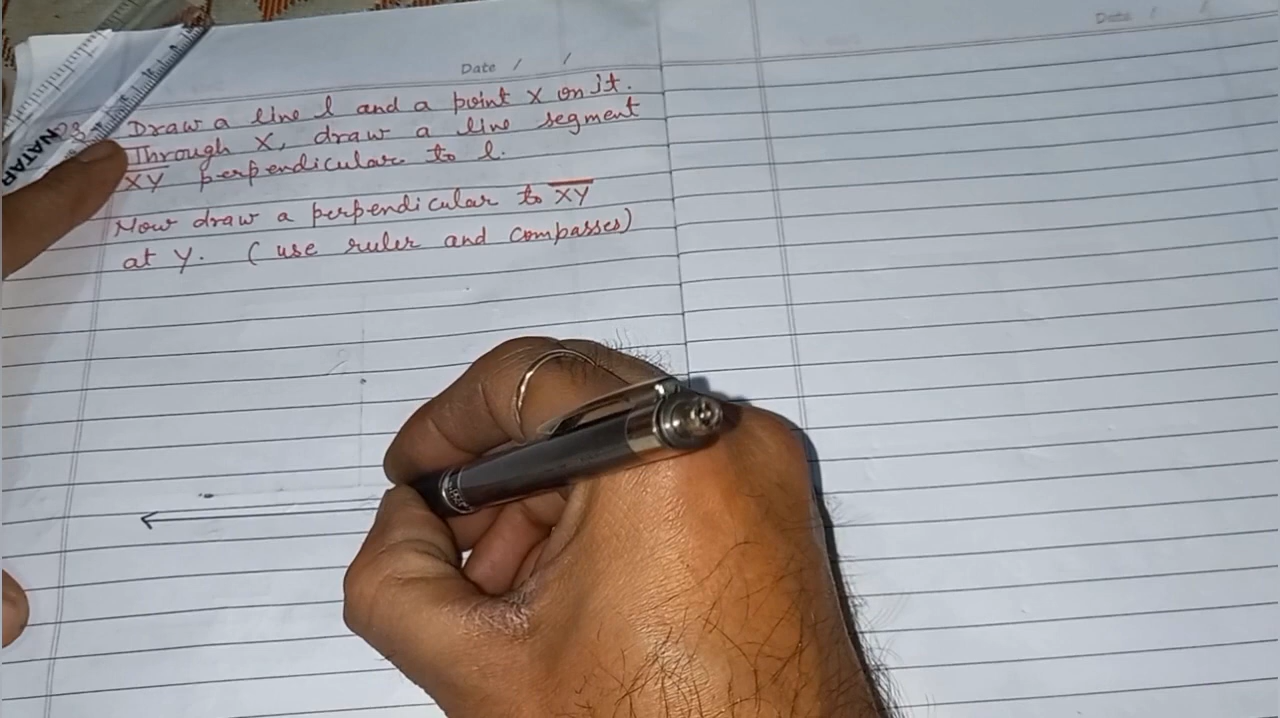 Date / /
Date / /
Q3. Draw a line l and a point X on it.
Through X, draw a line segment
XY perpendicular to l.
Now draw a perpendicular to XY
at Y. (use ruler and compasses)
NATAR